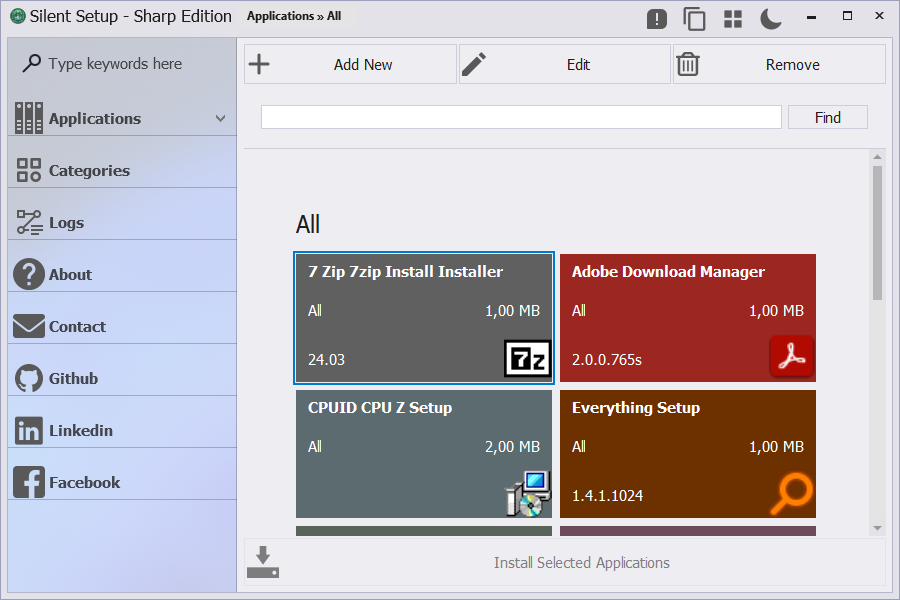 Silent Setup - Sharp Edition
Applications » All
Type keywords here
Applications
Categories
Logs
About
Contact
Github
Linkedin
Facebook
Add New
Edit
Remove
Find
All
7 Zip 7zip Install Installer
All
1,00 MB
24.03
7z
Adobe Download Manager
All
1,00 MB
2.0.0.765s
CPUID CPU Z Setup
All
2,00 MB
Everything Setup
All
1,00 MB
1.4.1.1024
Install Selected Applications